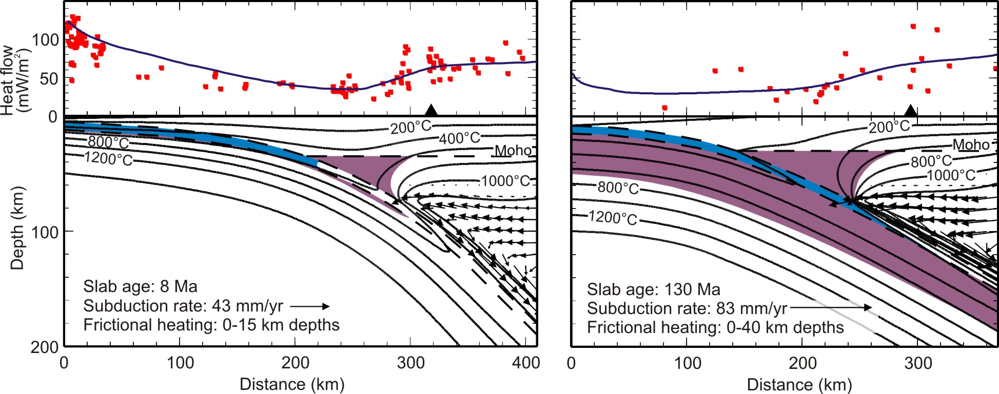 Heat flow
(mW/m²)
100
50
0
200°C
400°C
Moho
800°C
1200°C
1000°C
Depth (km)
100
200
Slab age: 8 Ma
Subduction rate: 43 mm/yr
Frictional heating: 0-15 km depths
0
100
200
300
400
Distance (km)
200°C
Moho
800°C
1000°C
800°C
1200°C
Slab age: 130 Ma
Subduction rate: 83 mm/yr
Frictional heating: 0-40 km depths
0
100
200
300
Distance (km)